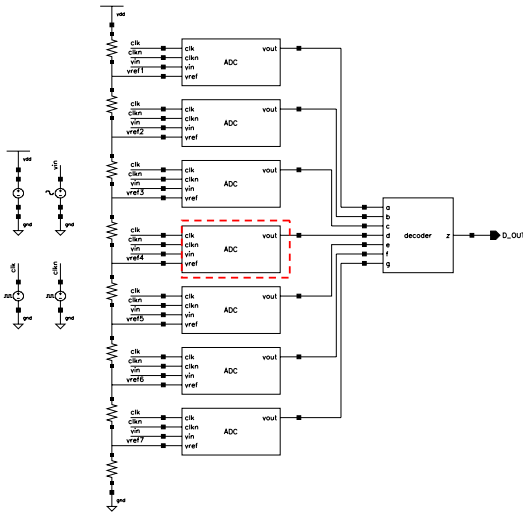 vdd
clk
clkn
vin
vref1
clk
clkn
vin
vref
ADC
vout
clk
clkn
vin
vref2
clk
clkn
vin
vref
ADC
vout
clk
clkn
vin
vref3
clk
clkn
vin
vref
ADC
vout
clk
clkn
vin
vref4
clk
clkn
vin
vref
ADC
vout
clk
clkn
vin
vref5
clk
clkn
vin
vref
ADC
vout
clk
clkn
vin
vref6
clk
clkn
vin
vref
ADC
vout
clk
clkn
vin
vref7
clk
clkn
vin
vref
ADC
vout
gnd
vdd
gnd
vin
gnd
clk
gnd
clkn
gnd
a
b
c
d
e
f
g
decoder
z
D_OUT